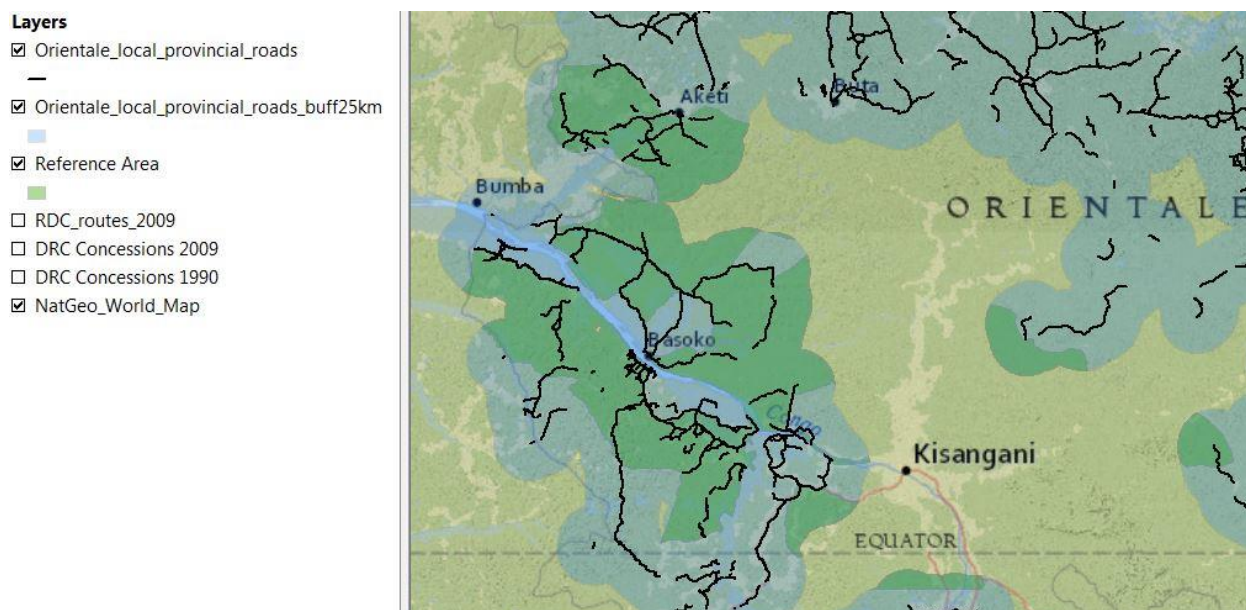 Layers
Orientale_local_provincial_roads
Orientale_local_provincial_roads_buff25km
Reference Area
RDC_routes_2009
DRC Concessions 2009
DRC Concessions 1990
NatGeo_World_Map
Aketi
Buta
Bumba
ORIENTALE
Basoko
Congo
Kisangani
EQUATOR